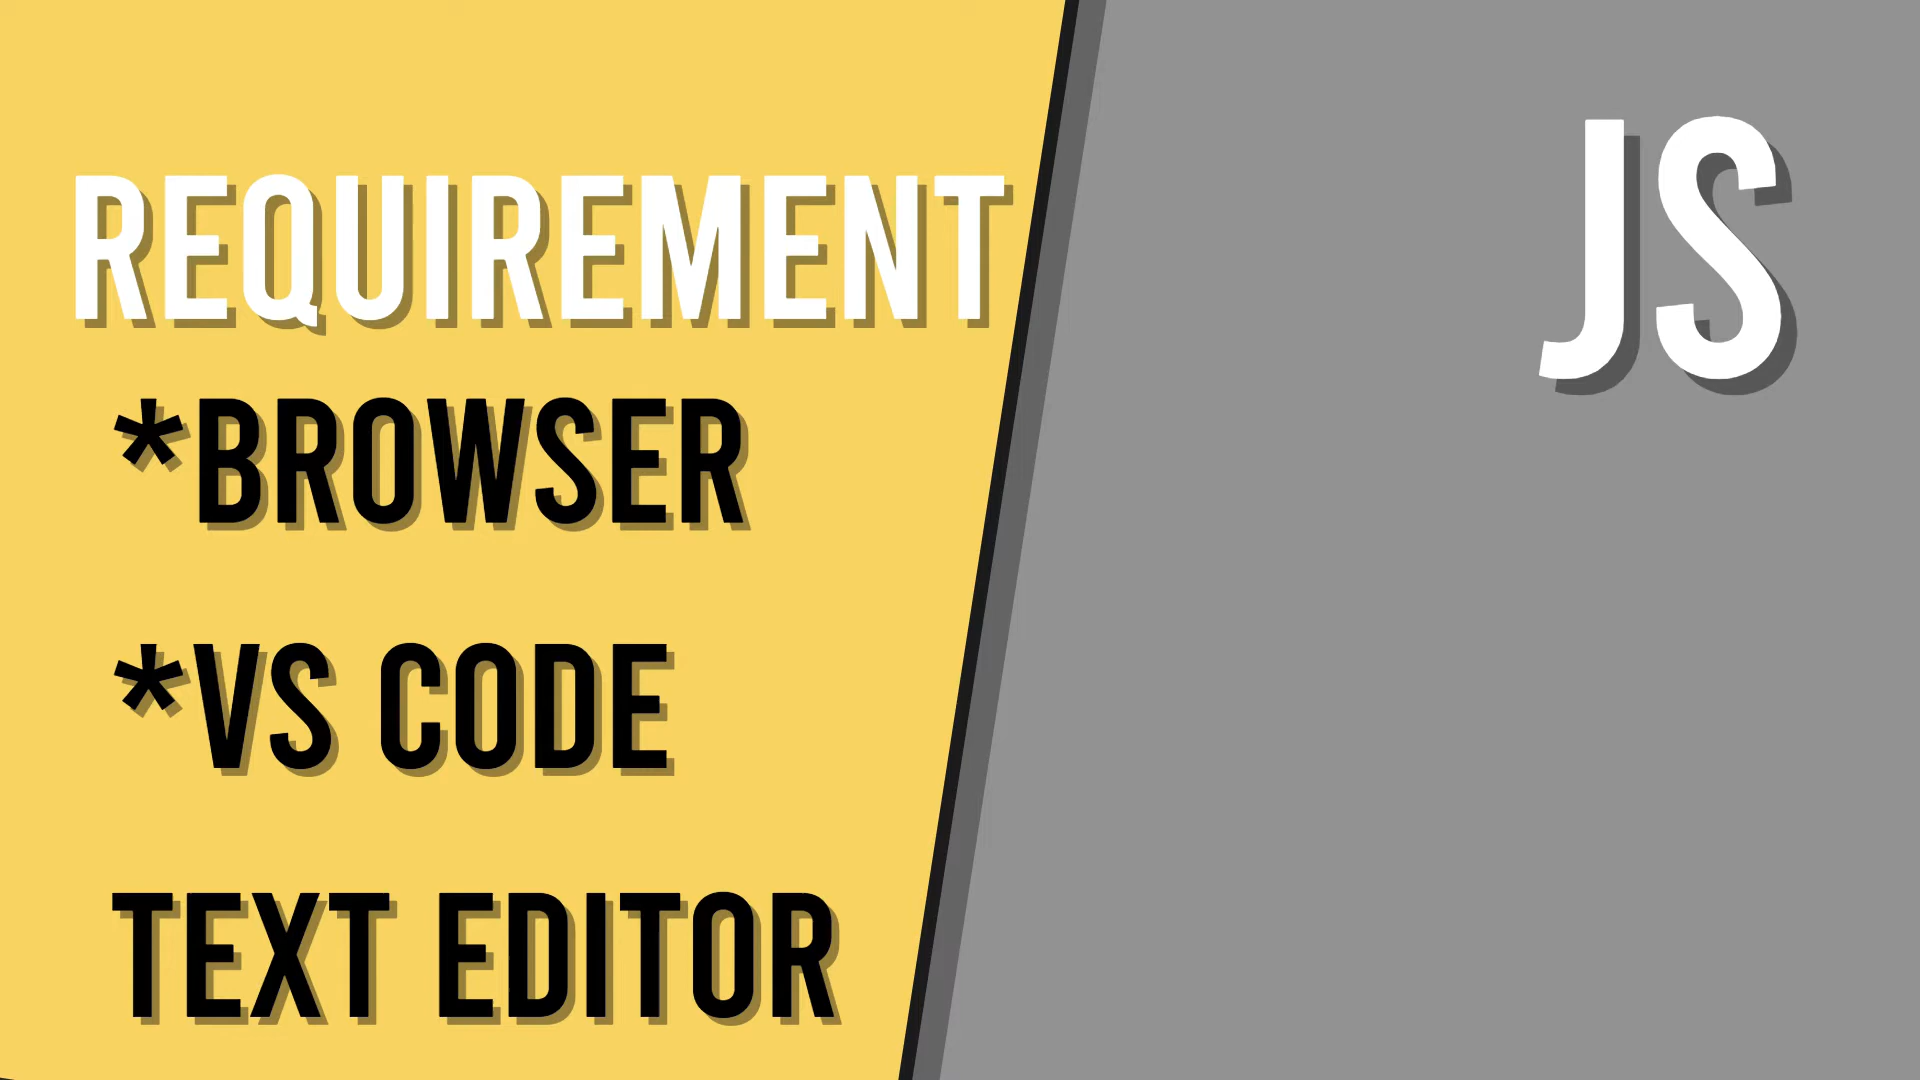 REQUIREMENT
*BROWSER
*VS CODE
TEXT EDITOR
JS